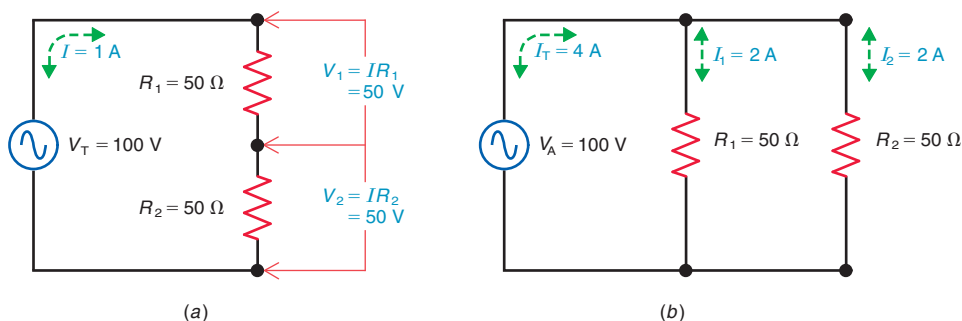 I = 1 A
R1 = 50 Ω
V1 = IR1
= 50 V
VT = 100 V
R2 = 50 Ω
V2 = IR2
= 50 V
(a)
IT = 4 A
I1 = 2 A
I2 = 2 A
VA = 100 V
R1 = 50 Ω
R2 = 50 Ω
(b)